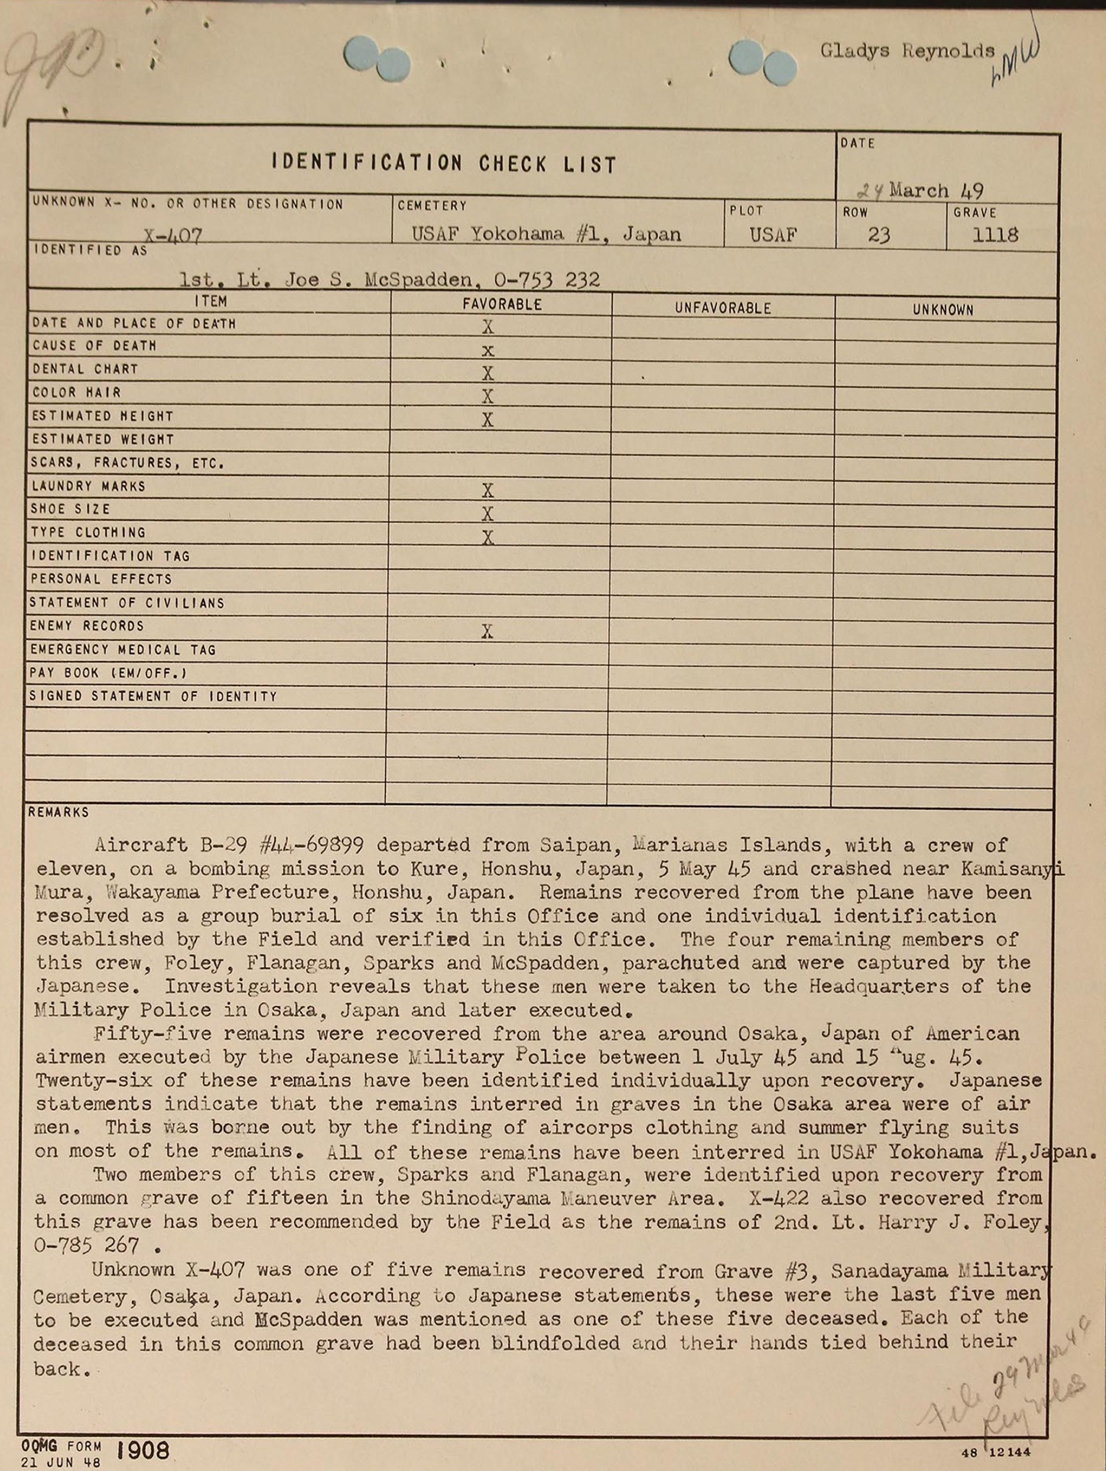 Gladys Reynolds
IDENTIFICATION CHECK LIST
DATE
24 March 49
UNKNOWN X- NO. OR OTHER DESIGNATION
X-407
CEMETERY
USAF Yokohama #1, Japan
PLOT
USAF
ROW
23
GRAVE
1118
IDENTIFIED AS
1st. Lt. Joe S. McSpadden, O-753 232
ITEM FAVORABLE UNFAVORABLE UNKNOWN
DATE AND PLACE OF DEATH X
CAUSE OF DEATH x
DENTAL CHART X
COLOR HAIR X
ESTIMATED HEIGHT X
ESTIMATED WEIGHT
SCARS, FRACTURES, ETC.
LAUNDRY MARKS X
SHOE SIZE X
TYPE CLOTHING X
IDENTIFICATION TAG
PERSONAL EFFECTS
STATEMENT OF CIVILIANS
ENEMY RECORDS X
EMERGENCY MEDICAL TAG
PAY BOOK (EM/OFF.)
SIGNED STATEMENT OF IDENTITY
REMARKS
Aircraft B-29 #44-69899 departed from Saipan, Marianas Islands, with a crew of
eleven, on a bombing mission to Kure, Honshu, Japan, 5 May 45 and crashed near Kamisanyi
Mura, Wakayama Prefecture, Honshu, Japan. Remains recovered from the plane have been
resolved as a group burial of six in this Office and one individual identification
established by the Field and verified in this Office. The four remaining members of
this crew, Foley, Flanagan, Sparks and McSpadden, parachuted and were captured by the
Japanese. Investigation reveals that these men were taken to the Headquarters of the
Military Police in Osaka, Japan and later executed.
Fifty-five remains were recovered from the area around Osaka, Japan of American
airmen executed by the Japanese Military Police between 1 July 45 and 15 Aug. 45.
Twenty-six of these remains have been identified individually upon recovery. Japanese
statements indicate that the remains interred in graves in the Osaka area were of air
men. This was borne out by the finding of aircorps clothing and summer flying suits
on most of the remains. All of these remains have been interred in USAF Yokohama #1,Japan.
Two members of this crew, Sparks and Flanagan, were identified upon recovery from
a common grave of fifteen in the Shinodayama Maneuver Area. X-422 also recovered from
this grave has been recommended by the Field as the remains of 2nd. Lt. Harry J. Foley,
O-785 267 .
Unknown X-407 was one of five remains recovered from Grave #3, Sanadayama Military
Cemetery, Osaka, Japan. According to Japanese statements, these were the last five men
to be executed and McSpadden was mentioned as one of these five deceased. Each of the
deceased in this common grave had been blindfolded and their hands tied behind their
back.
File 29 Mar 49
Reynolds
OQMG FORM 1908
21 JUN 48
48 12144